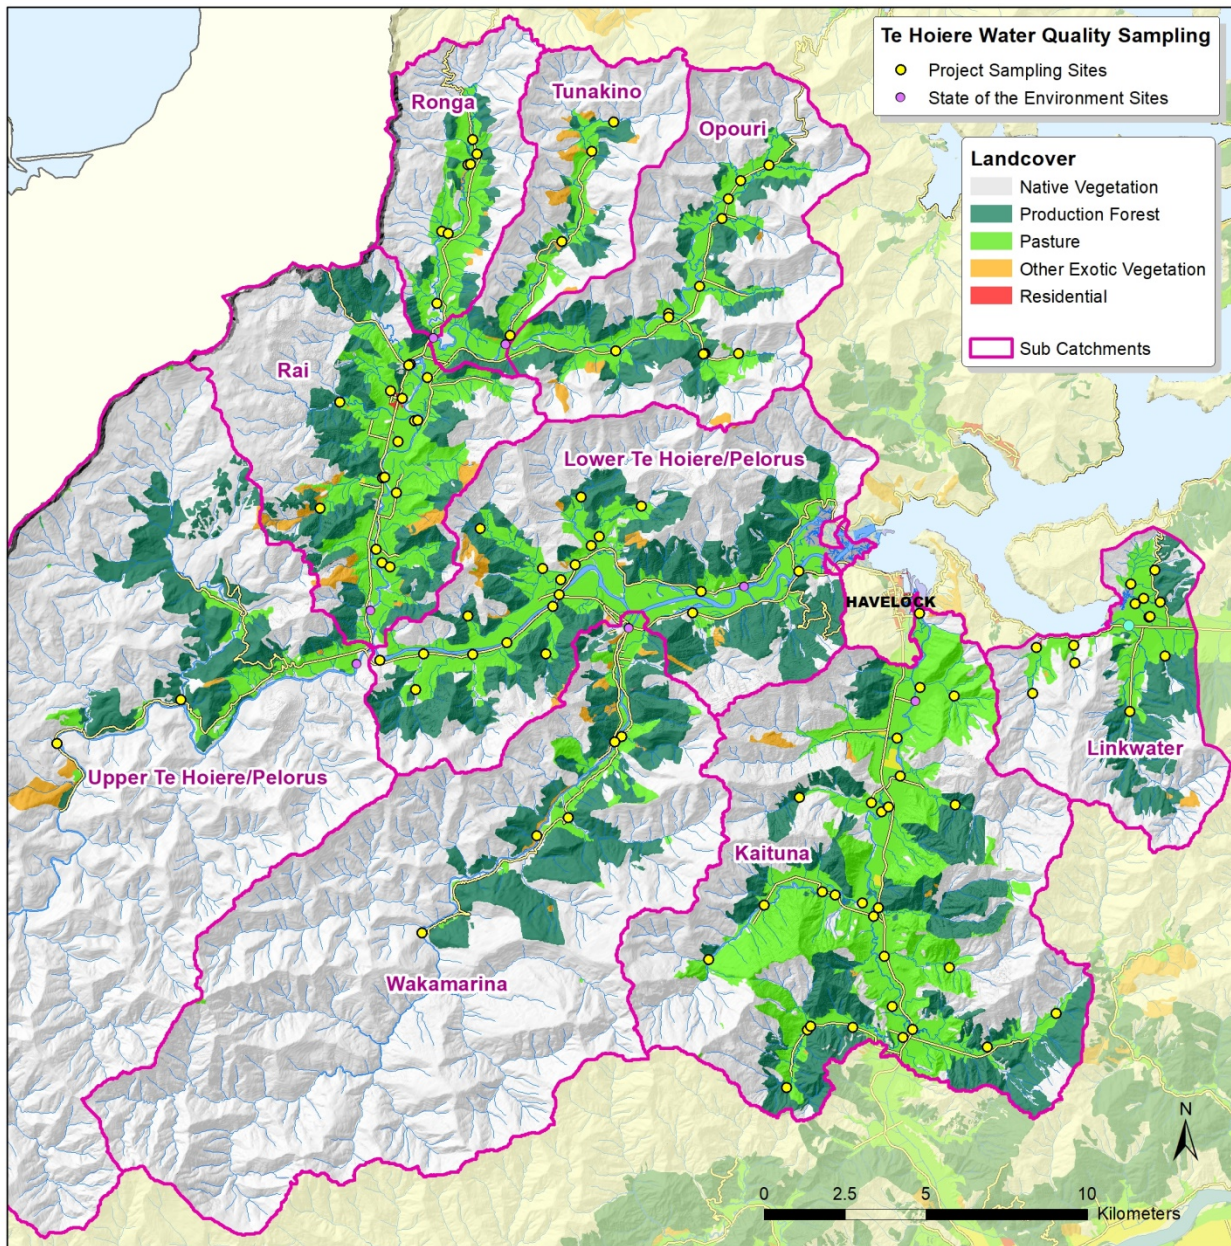 Te Hoiere Water Quality Sampling
Project Sampling Sites
State of the Environment Sites
Landcover
Native Vegetation
Production Forest
Pasture
Other Exotic Vegetation
Residential
Sub Catchments
Ronga
Tunakino
Opouri
Rai
Lower Te Hoiere/Pelorus
HAVELOCK
Linkwater
Upper Te Hoiere/Pelorus
Kaituna
Wakamarina
N
0 2.5 5 10
Kilometers